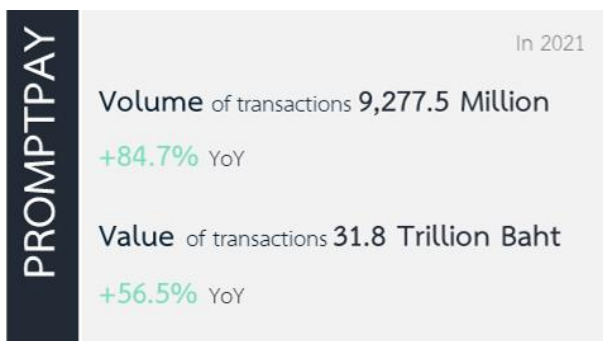 PROMPTPAY
In 2021
Volume of transactions 9,277.5 Million
+84.7% YoY
Value of transactions 31.8 Trillion Baht
+56.5% YoY